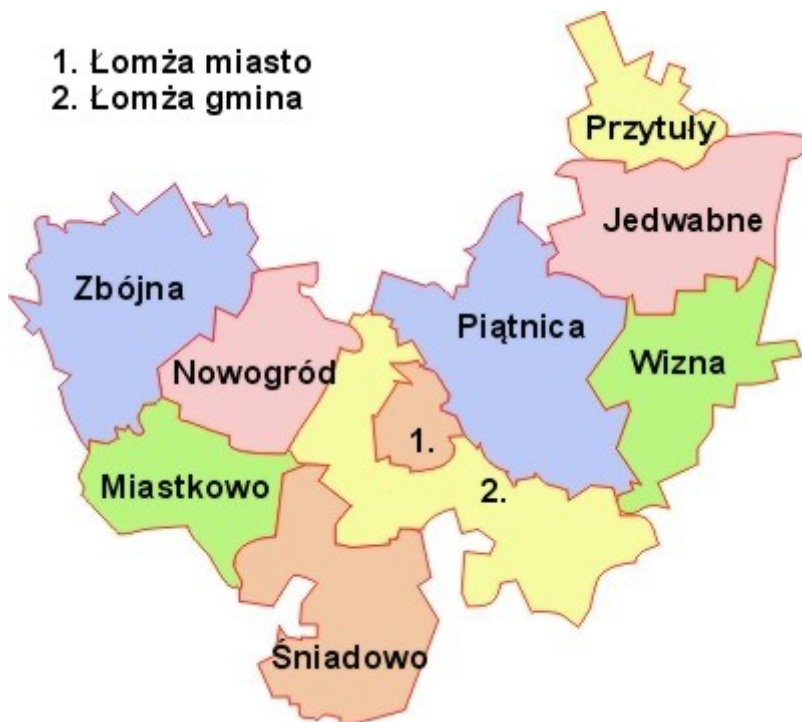 1. Łomża miasto
2. Łomża gmina
Przytuły
Jedwabne
Zbójna
Piątnica
Nowogród
Wizna
1.
Miastkowo
2.
Śniadowo